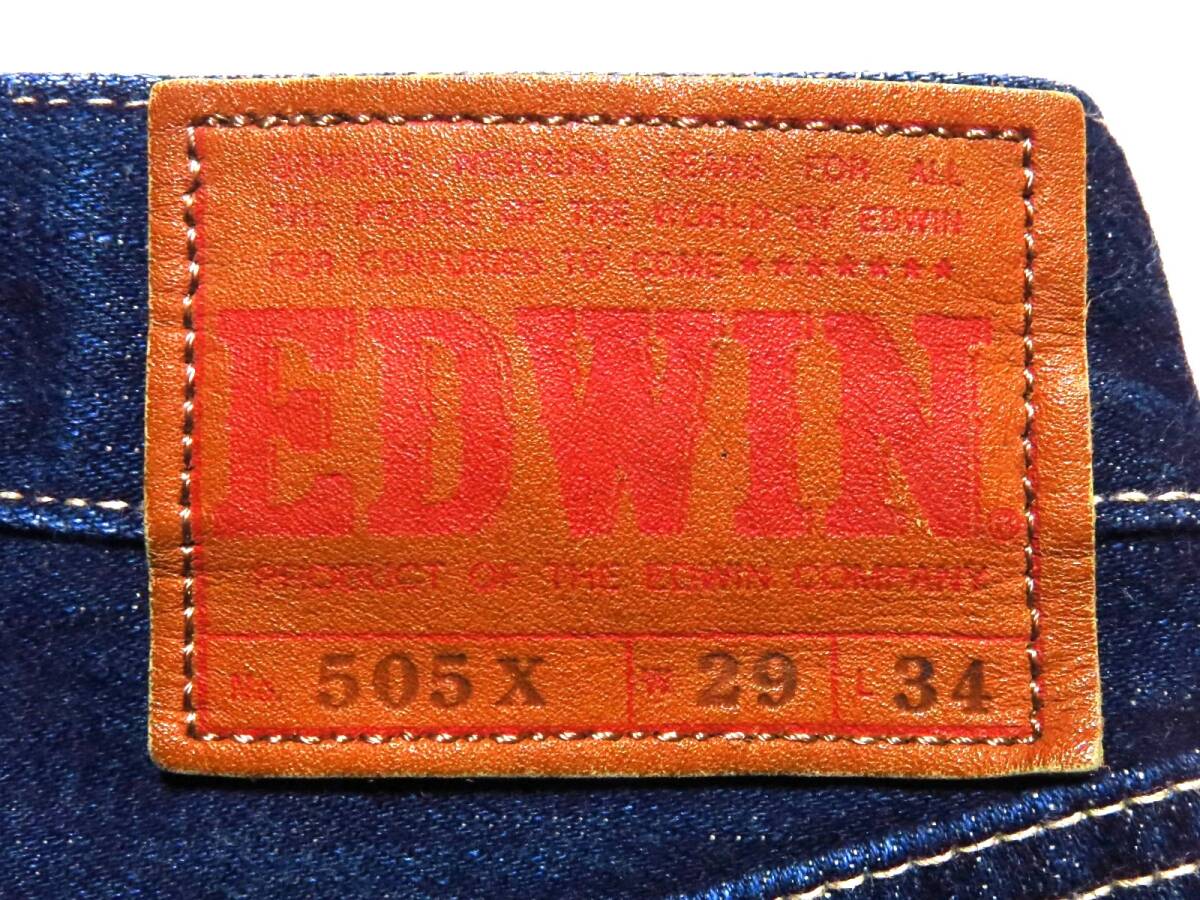 GENUINE WESTERN JEANS FOR ALL
THE PEOPLE OF THE WORLD BY EDWIN
FOR CENTURIES TO COME ★★★★★★★
EDWIN®
PRODUCT OF THE EDWIN COMPANY
No. 505X W 29 L 34